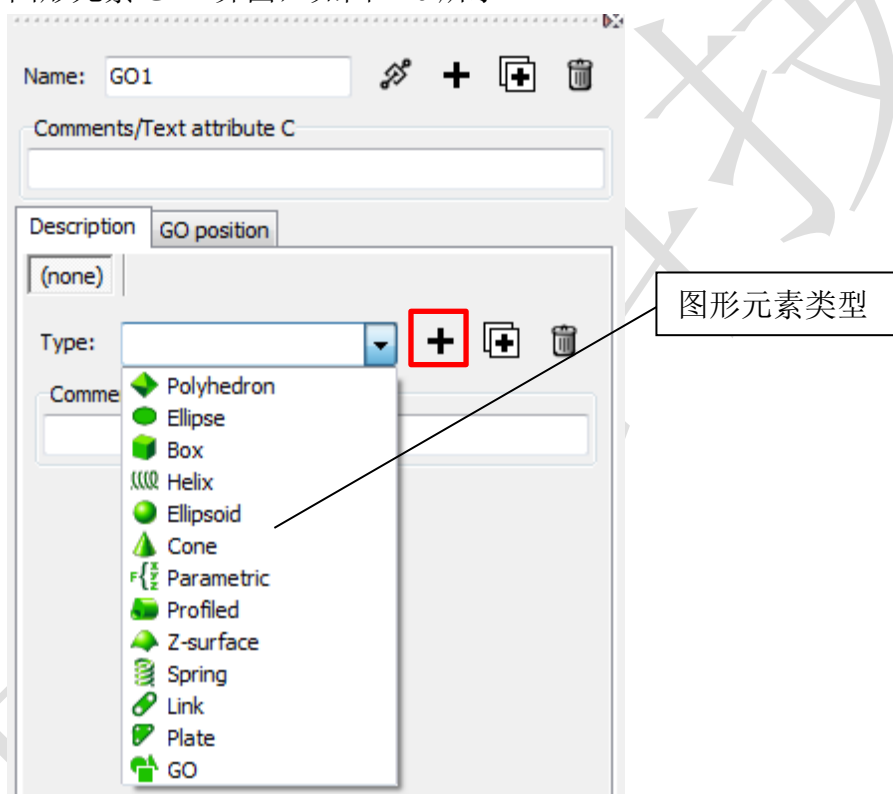 Name: GO1
Comments/Text attribute C
Description GO position
(none)
图形元素类型
Type:
Polyhedron
Comme
Ellipse
Box
Helix
Ellipsoid
Cone
Parametric
Profiled
Z-surface
Spring
Link
Plate
GO